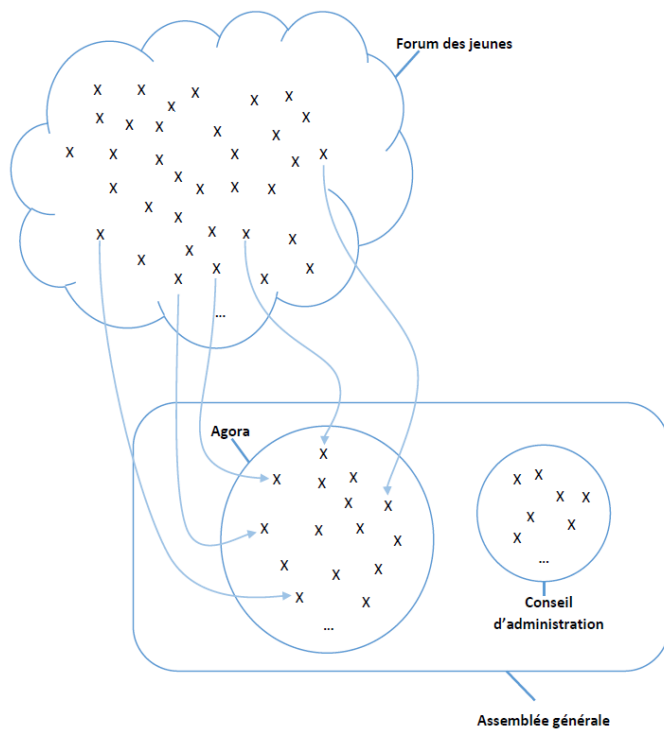 Forum des jeunes
X X X X X X
X X X X X X X
X X X X X X X
X X X X X
X X
X X X X
X X X
X X X X
...
Agora
X
X X X
X X
X X X X
X X X
X X
...
X X
X X
X X
X
...
Conseil
d'administration
Assemblée générale